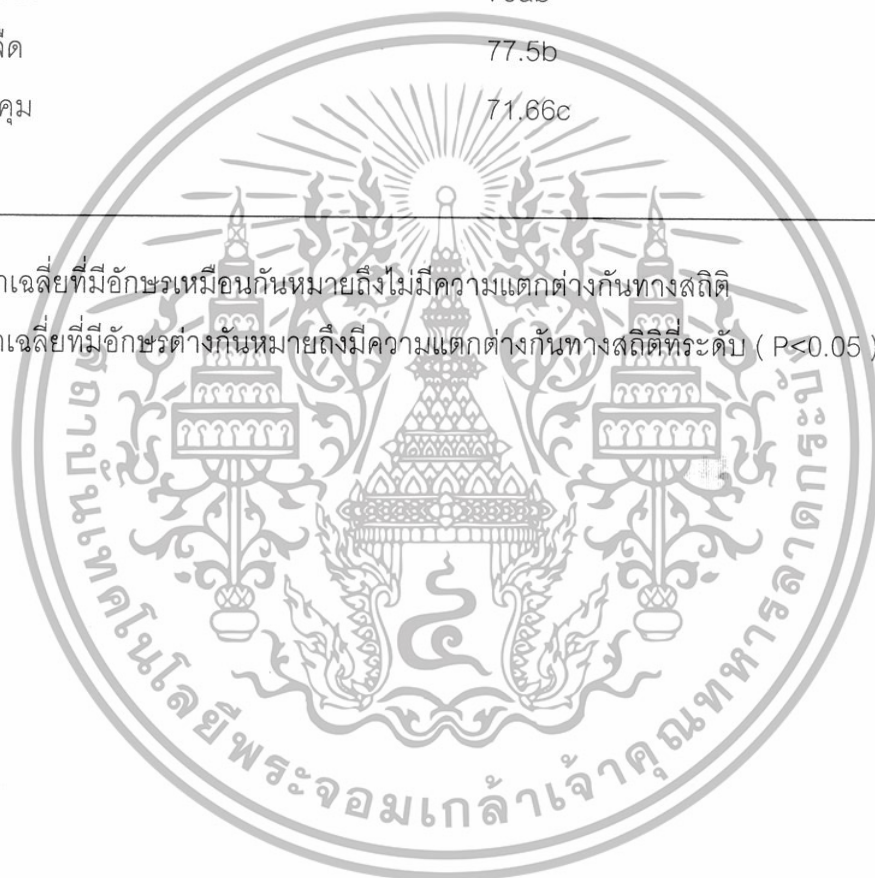 77.5b
คุม 71.66c
าเฉลี่ยที่มีอักษรเหมือนกันหมายถึงไม่มีความแตกต่างกันทางสถิติ
าเฉลี่ยที่มีอักษรต่างกันหมายถึงมีความแตกต่างกันทางสถิติที่ระดับ ( P<0.05 )
สถาบันเทคโนโลยีพระจอมเกล้าเจ้าคุณทหารลาดกระบัง